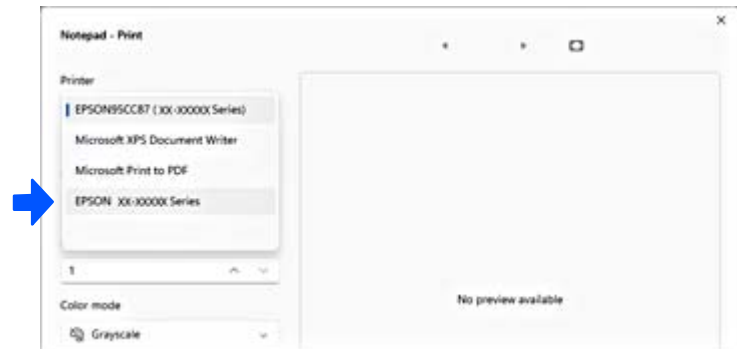 Notepad - Print
Printer
EPSON95CC87 ( XX-XXXXX Series)
Microsoft XPS Document Writer
Microsoft Print to PDF
EPSON XX-XXXXX Series
1
Color mode
Grayscale
No preview available